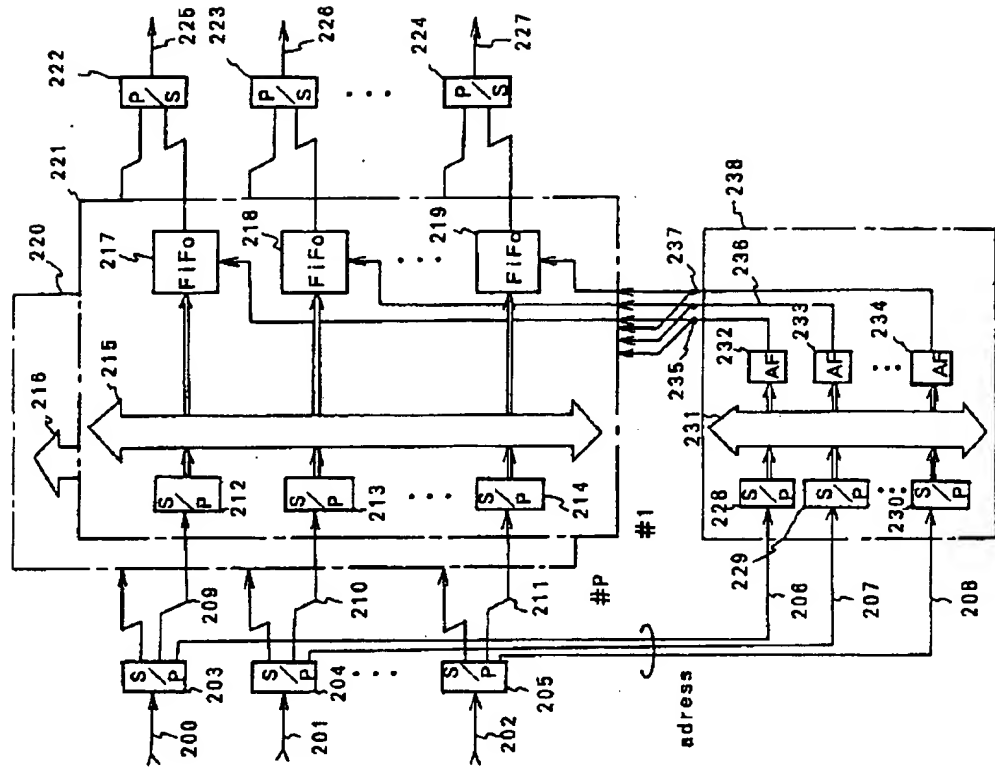 222
P
S
225
223
P
S
226
224
P
S
227
216
220
221
215
217
FiFo
218
FiFo
219
FiFo
S
P
212
S
P
213
S
P
214
#1
#P
200
S
P
203
209
201
S
P
204
210
202
S
P
205
211
adress
206
207
208
238
237
236
235
231
S
P
228
S
P
229
S
P
230
232
AF
233
AF
234
AF